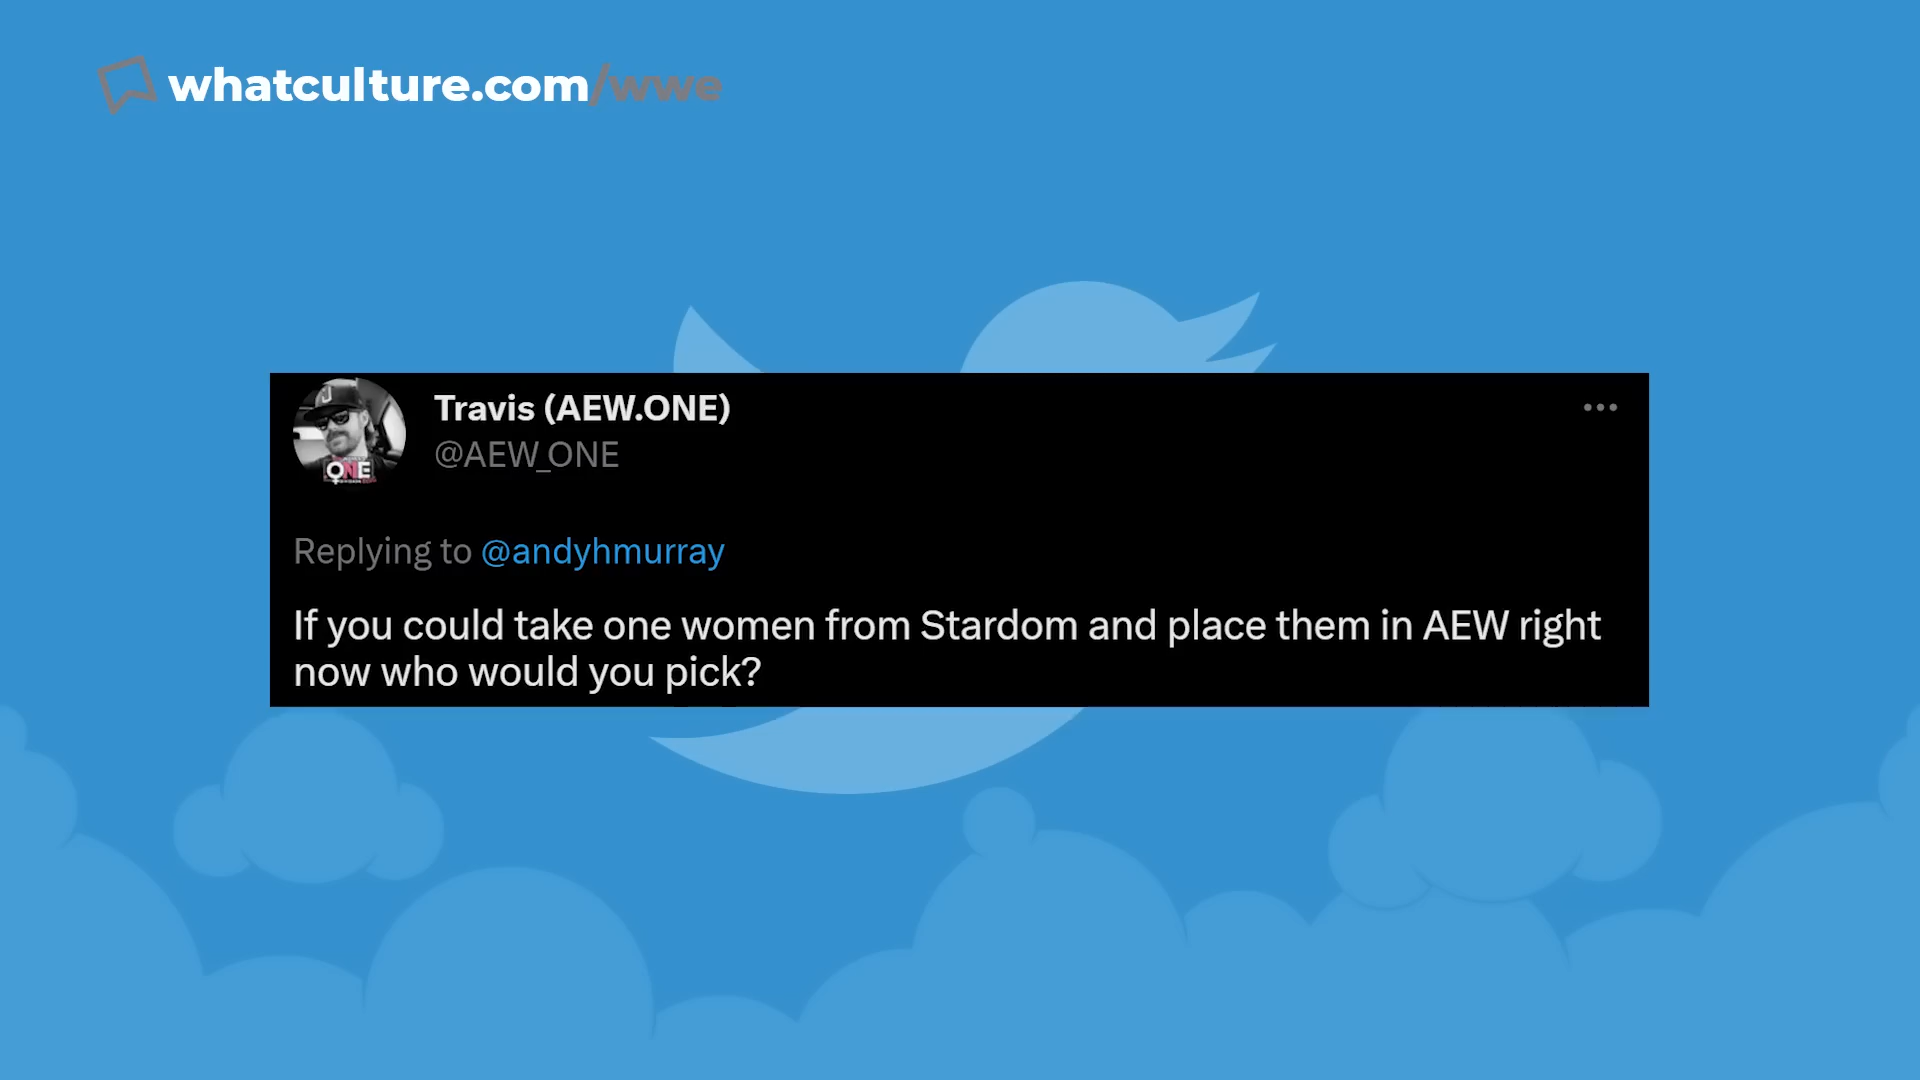 whatculture.com/wwe
Travis (AEW.ONE)
@AEW_ONE
ONE
Replying to @andyhmurray
If you could take one women from Stardom and place them in AEW right
now who would you pick?